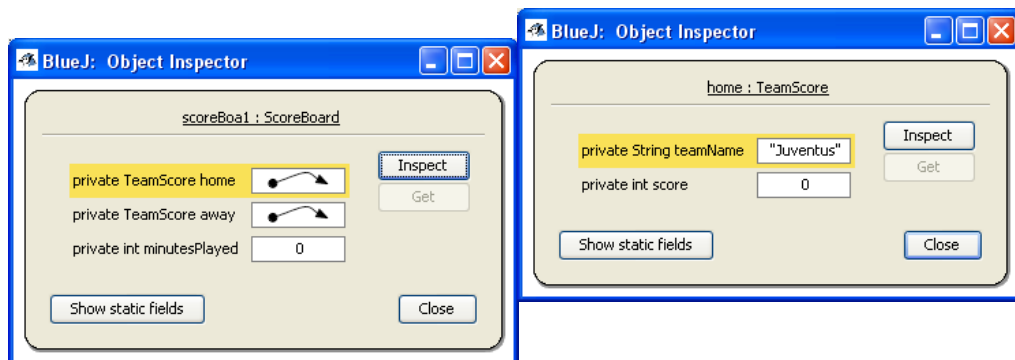 BlueJ: Object Inspector
scoreBoa1 : ScoreBoard
private TeamScore home
Inspect
Get
private TeamScore away
private int minutesPlayed 0
Show static fields
Close
BlueJ: Object Inspector
home : TeamScore
private String teamName "Juventus"
Inspect
Get
private int score 0
Show static fields
Close